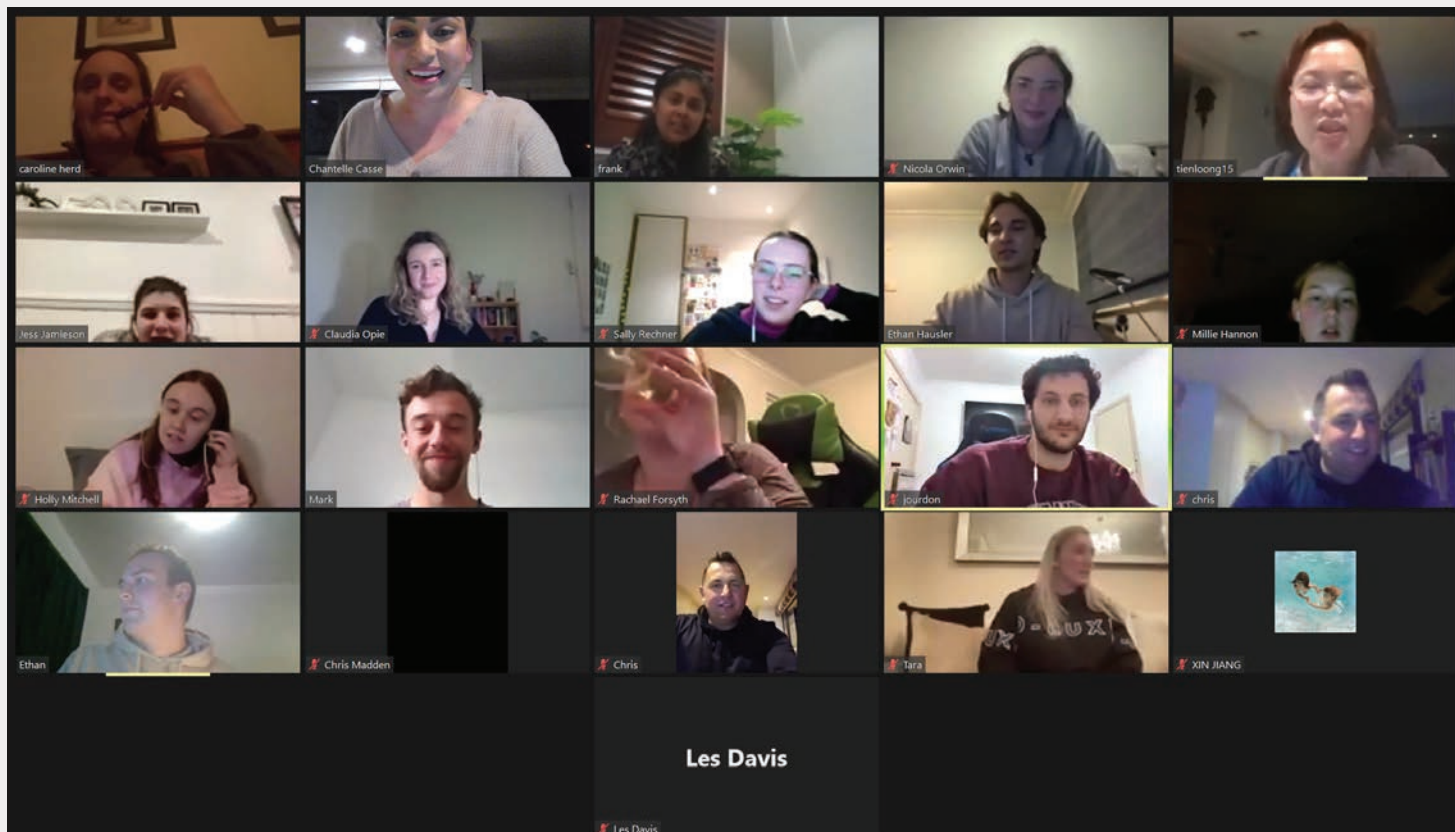 caroline herd
Chantelle Casse
frank
Nicola Orwin
tienloong15
Jess Jamieson
Claudia Opie
Sally Rechner
Ethan Hausler
Millie Hannon
Holly Mitchell
Mark
Rachael Forsyth
jourdon
chris
Ethan
Chris Madden
Chris
Tara
XIN JIANG
Les Davis
Les Davis